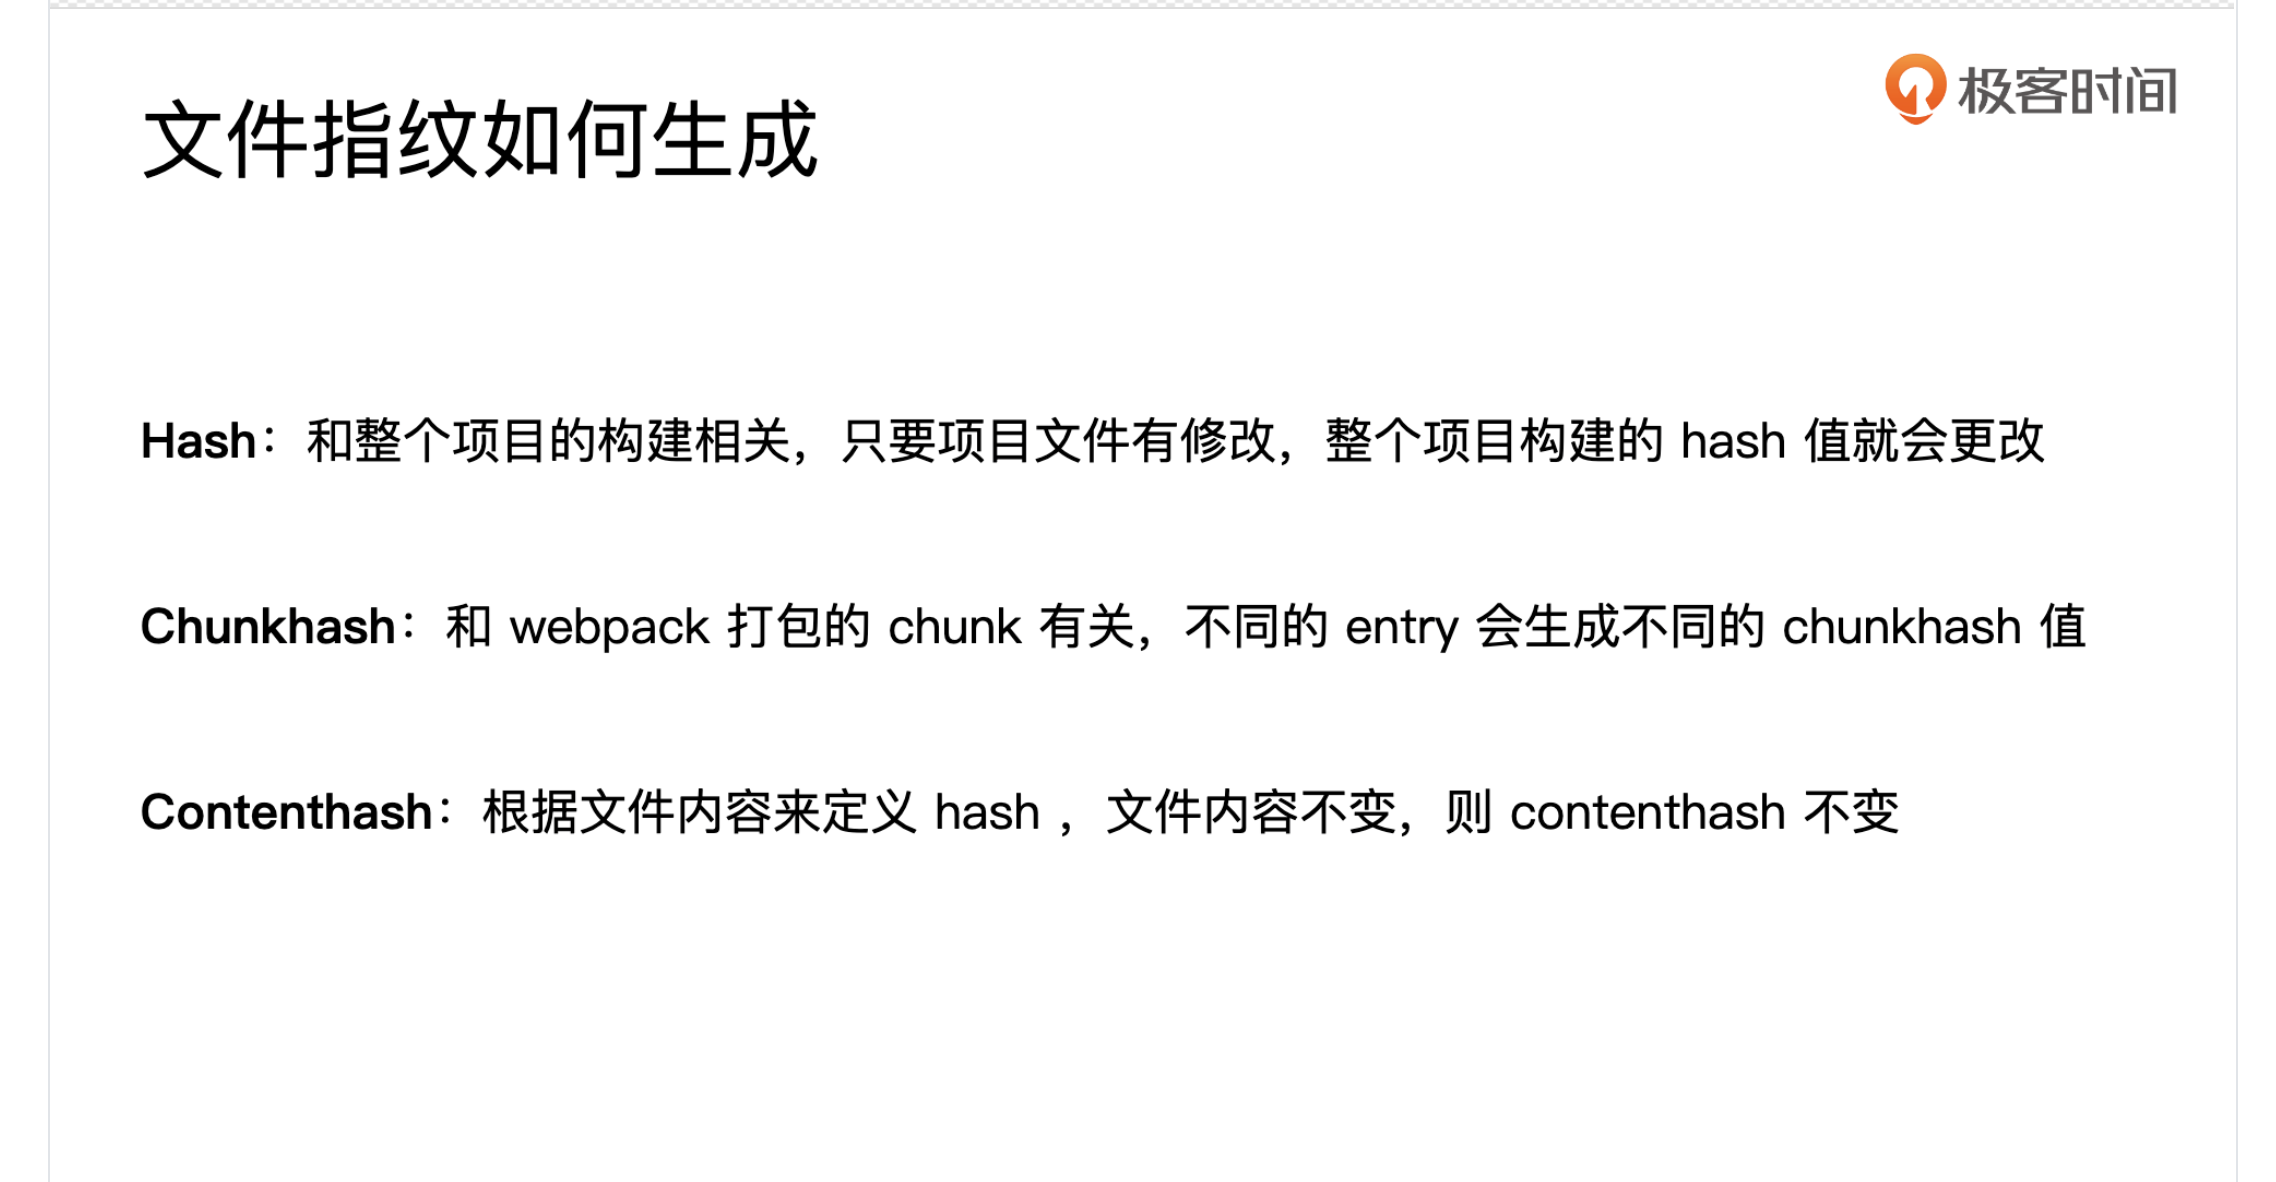 极客时间
文件指纹如何生成
Hash：和整个项目的构建相关，只要项目文件有修改，整个项目构建的 hash 值就会更改
Chunkhash：和 webpack 打包的 chunk 有关，不同的 entry 会生成不同的 chunkhash 值
Contenthash：根据文件内容来定义 hash ，文件内容不变，则 contenthash 不变